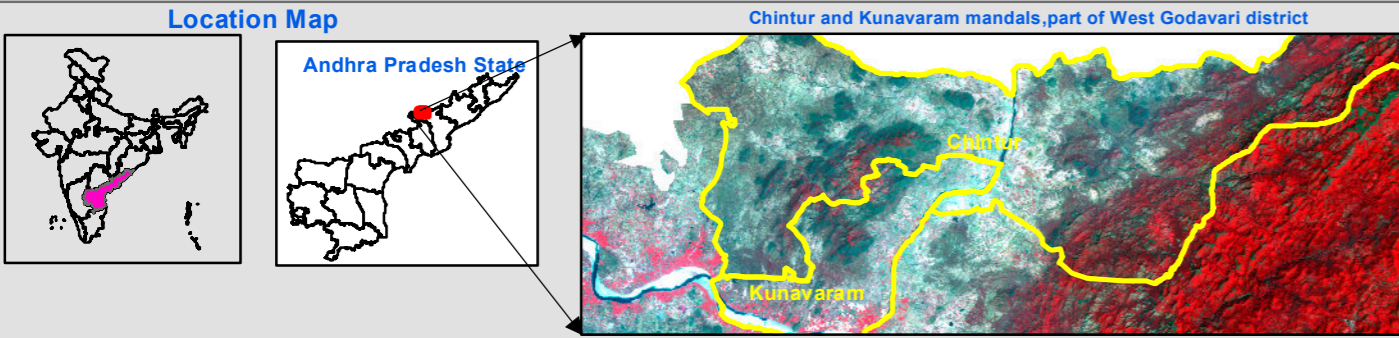 Location Map
Chintur and Kunavaram mandals,part of West Godavari district
Andhra Pradesh State
Chintur
Kunavaram